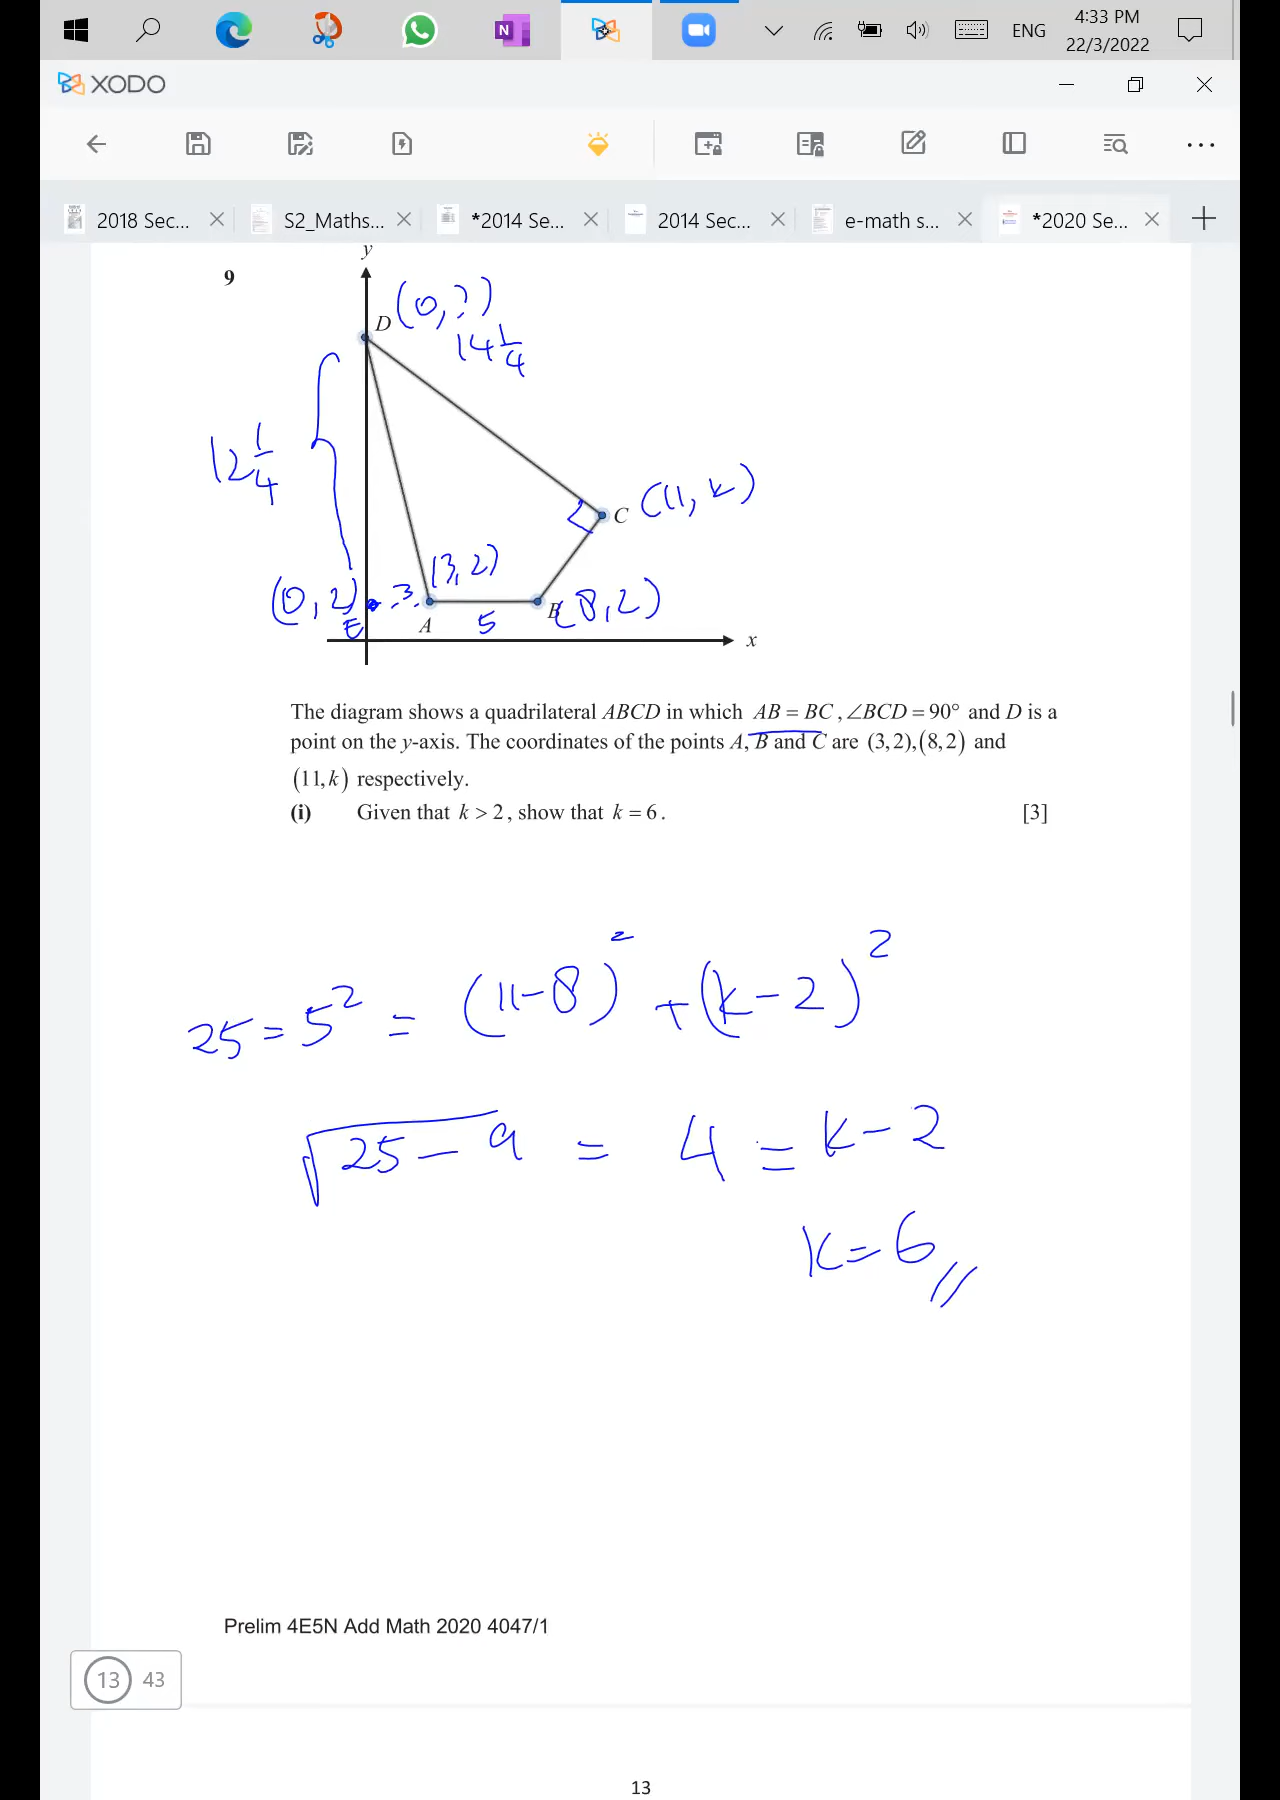 4:33 PM
ENG
22/3/2022
XODO
2018 Sec...
S2_Maths...
*2014 Se...
2014 Sec...
e-math s...
*2020 Se...
y
9
D (0, ?)
14 1/4
12 1/4
C (11, k)
(3, 2)
(0, 2) 3 B (8, 2)
E A 5
x
The diagram shows a quadrilateral ABCD in which AB = BC, ∠BCD = 90° and D is a
point on the y-axis. The coordinates of the points A, B and C are (3, 2), (8, 2) and
(11, k) respectively.
(i) Given that k > 2, show that k = 6. [3]
25 = 5² = (11-8)² + (k-2)²
√25 - 9 = 4 = k - 2
k = 6 //
Prelim 4E5N Add Math 2020 4047/1
13 43
13